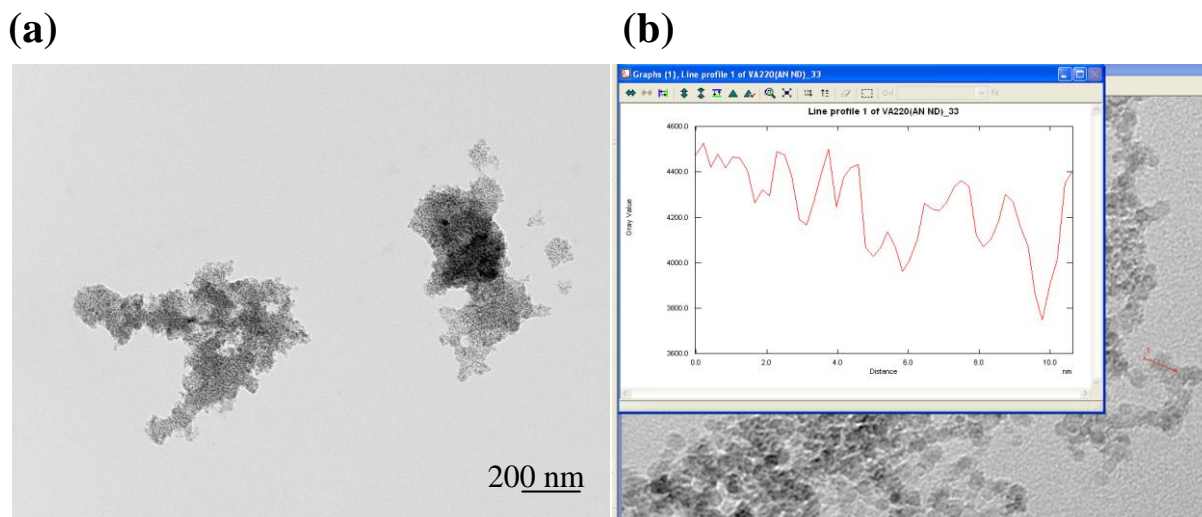 (a)
(b)
Graphs (1), Line profile 1 of VA220(AN ND)_33
Fit
Line profile 1 of VA220(AN ND)_33
4600.0
4400.0
4200.0
4000.0
3800.0
3600.0
Gray Value
0.0 2.0 4.0 6.0 8.0 10.0 nm
Distance
1
200 nm